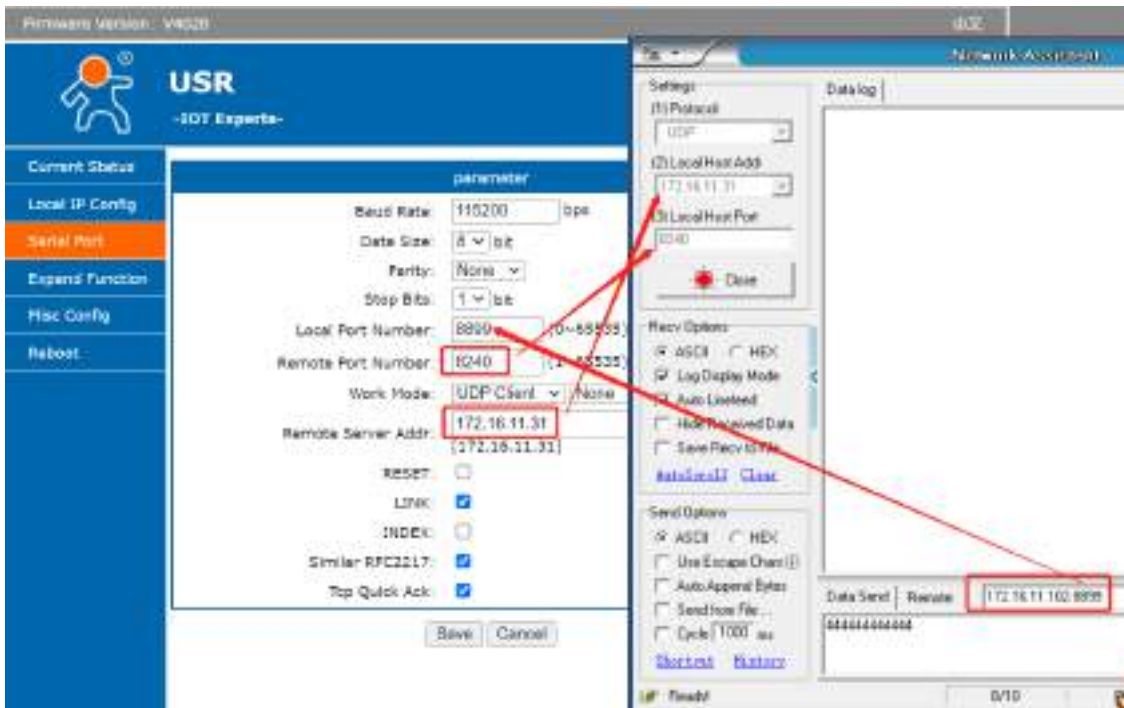 Firmware Version: V4020
中文
USR
-IOT Experts-
Current Status
Local IP Config
Serial Port
Expand Function
Misc Config
Reboot
parameter
Baud Rate: 115200 bps
Data Size: 8 bit
Parity: None
Stop Bits: 1 bit
Local Port Number: 8899 (0~65535)
Remote Port Number: 8240 (1~65535)
Work Mode: UDP Client None
Remote Server Addr: 172.16.11.31
[172.16.11.31]
RESET:
LINK:
INDEX:
Similar RFC2217:
Tcp Quick Ack:
Save Cancel
Network Assistant
Settings
(1) Protocol
UDP
(2) Local Host Addr
172.16.11.31
(3) Local Host Port
8240
Close
Recv Options
ASCII HEX
Log Display Mode
Auto Linefeed
Hide Received Data
Save Recv to File
AutoScroll Clear
Send Options
ASCII HEX
Use Escape Chars
Auto Append Bytes
Send from File ...
Cycle 1000 ms
Shortcut History
Data log
Data Send Remote 172.16.11.102:8899
Ready!
0/10